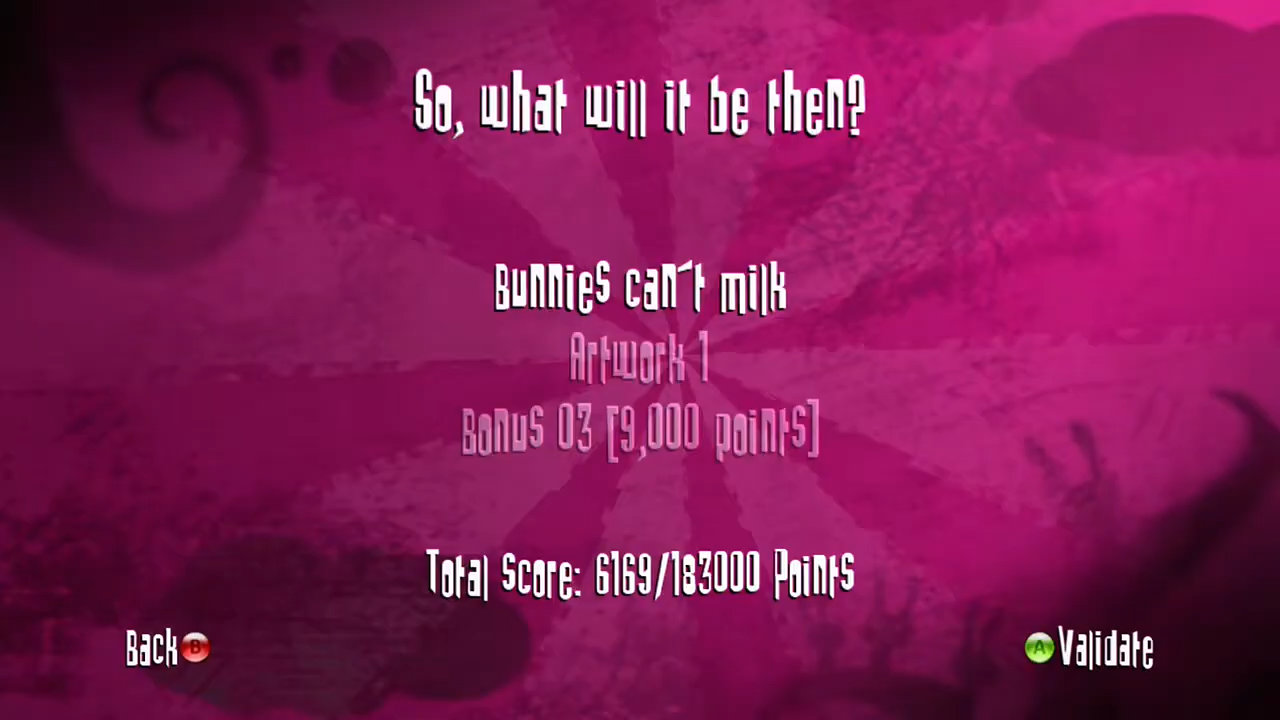 So, what will it be then?
Bunnies can't milk
Artwork 1
Bonus 03 [9,000 points]
Total Score: 6169/183000 Points
Back B
A Validate